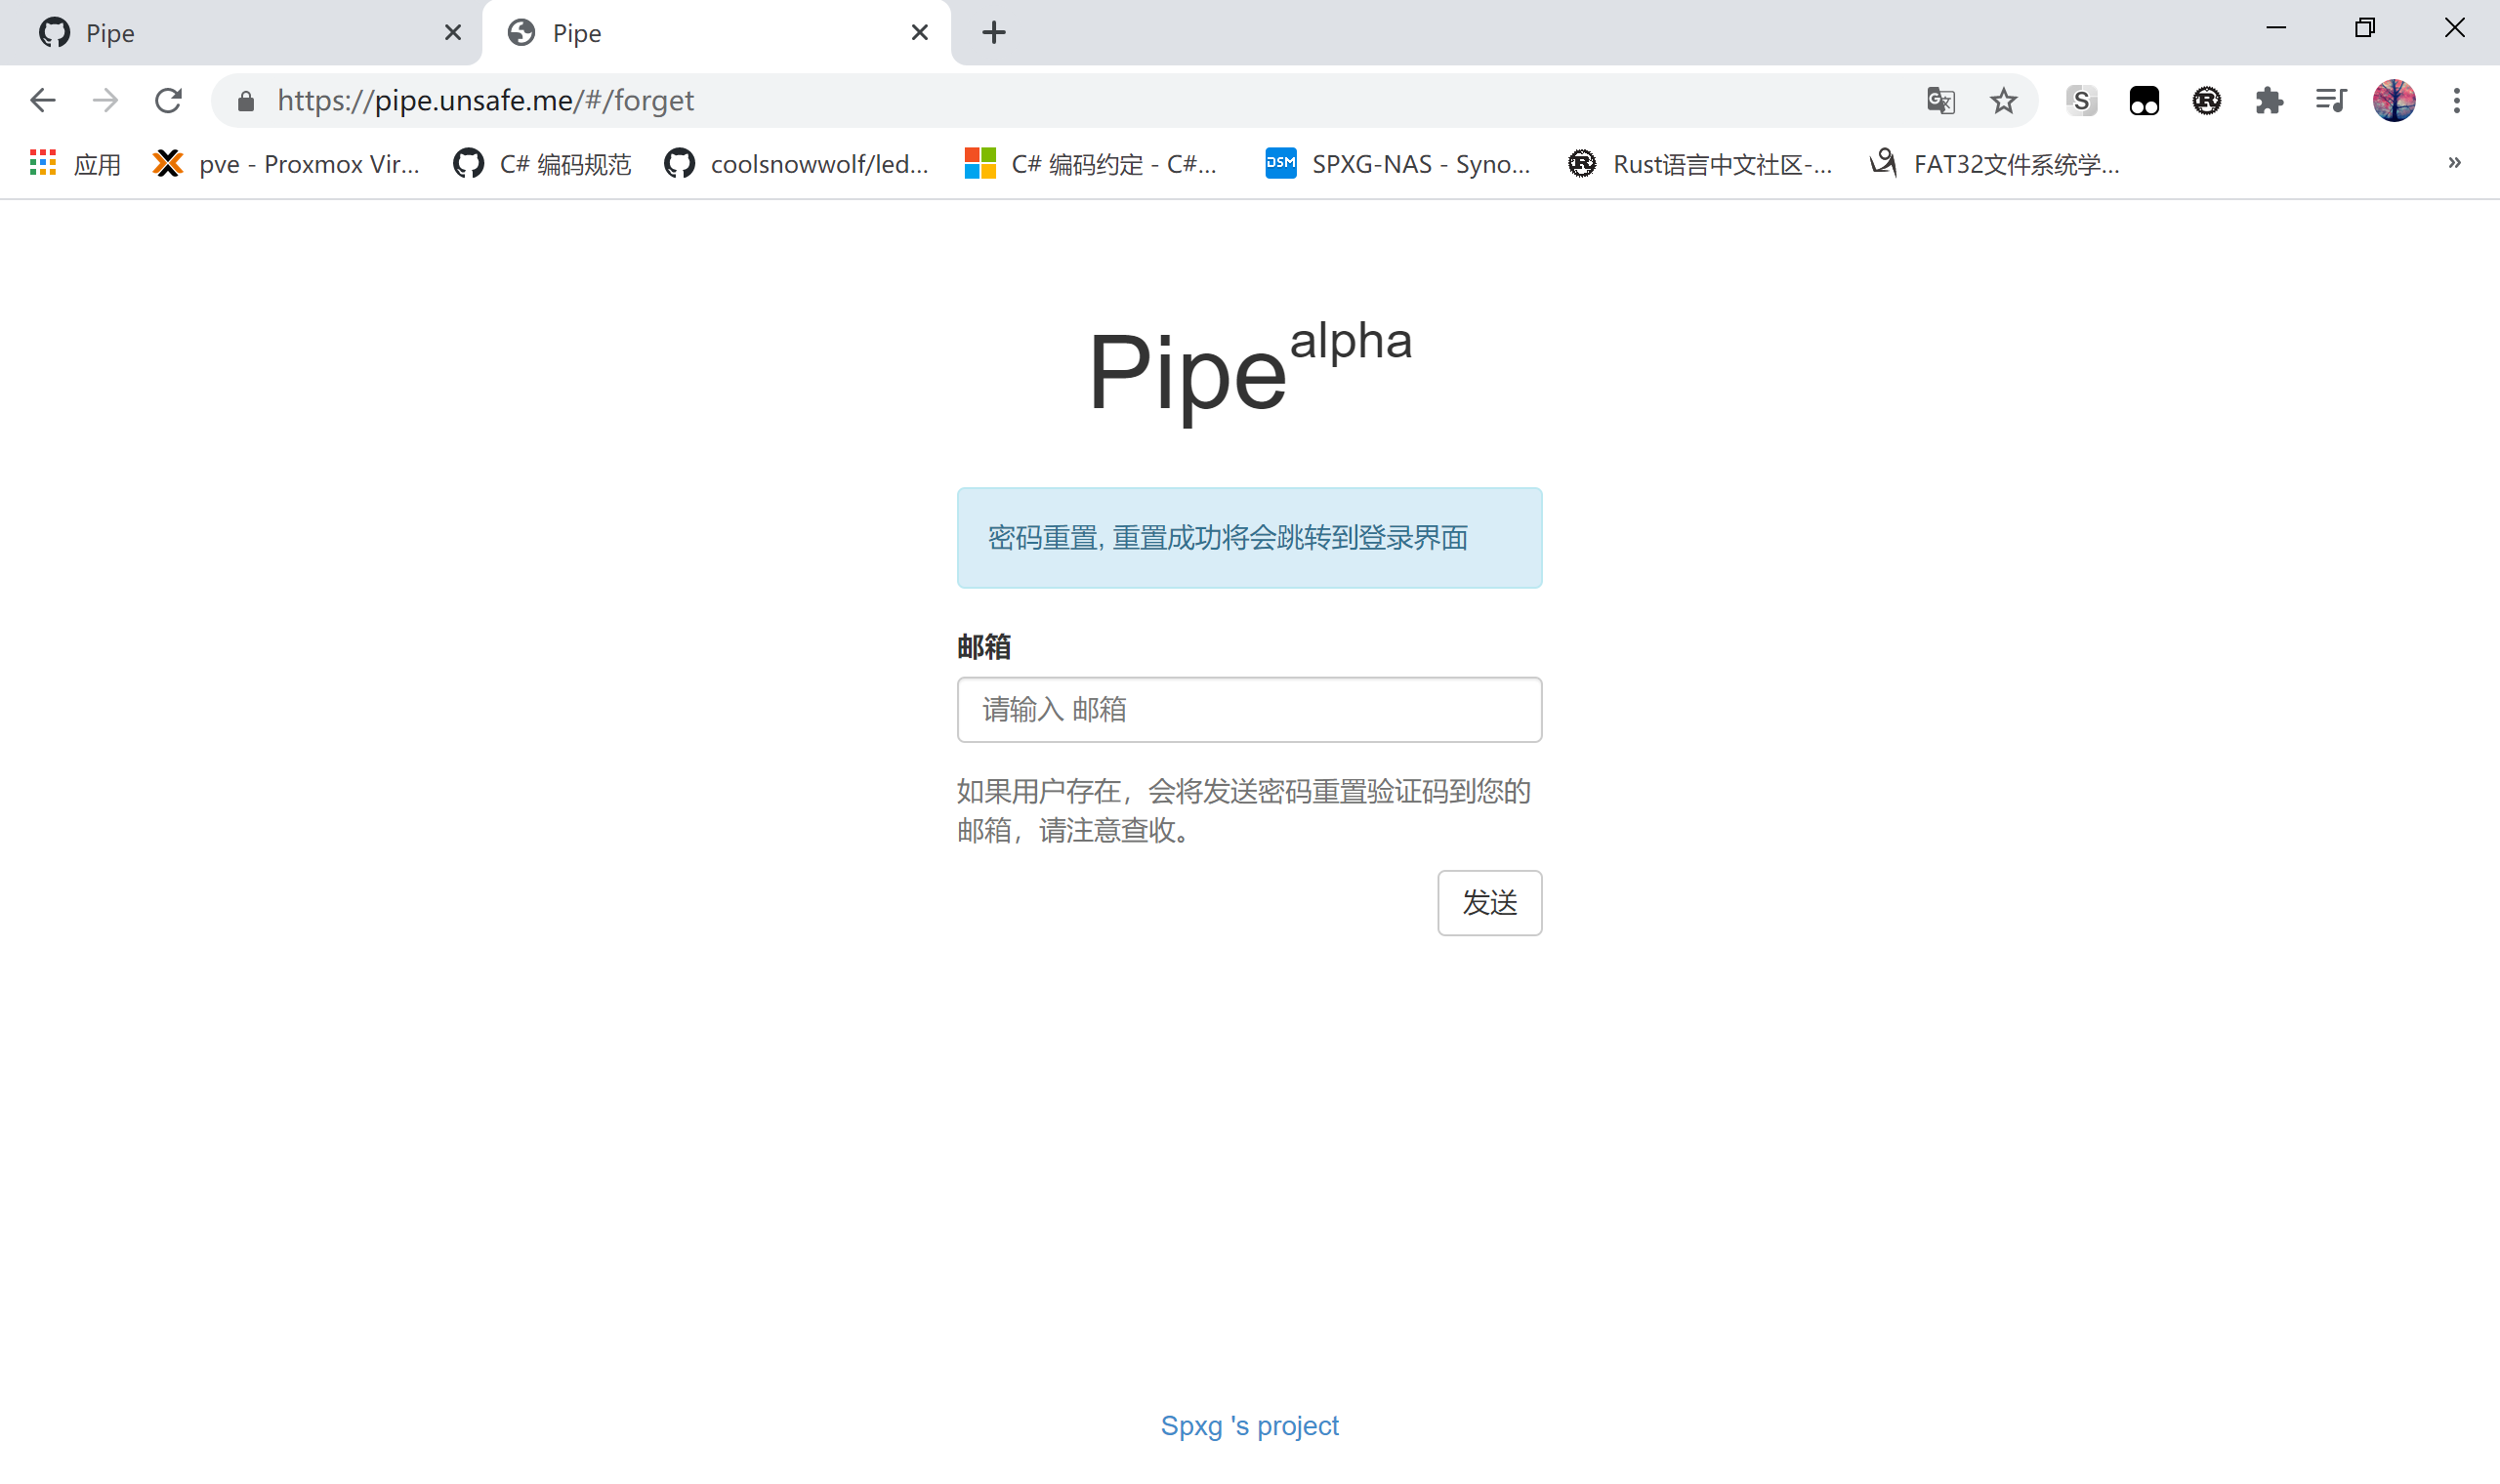 Pipe
Pipe
https://pipe.unsafe.me/#/forget
应用
pve - Proxmox Vir...
C# 编码规范
coolsnowwolf/led...
C# 编码约定 - C#...
DSM
SPXG-NAS - Syno...
Rust语言中文社区-...
FAT32文件系统学...
Pipe alpha
密码重置, 重置成功将会跳转到登录界面
邮箱
请输入 邮箱
如果用户存在，会将发送密码重置验证码到您的
邮箱，请注意查收。
发送
Spxg 's project